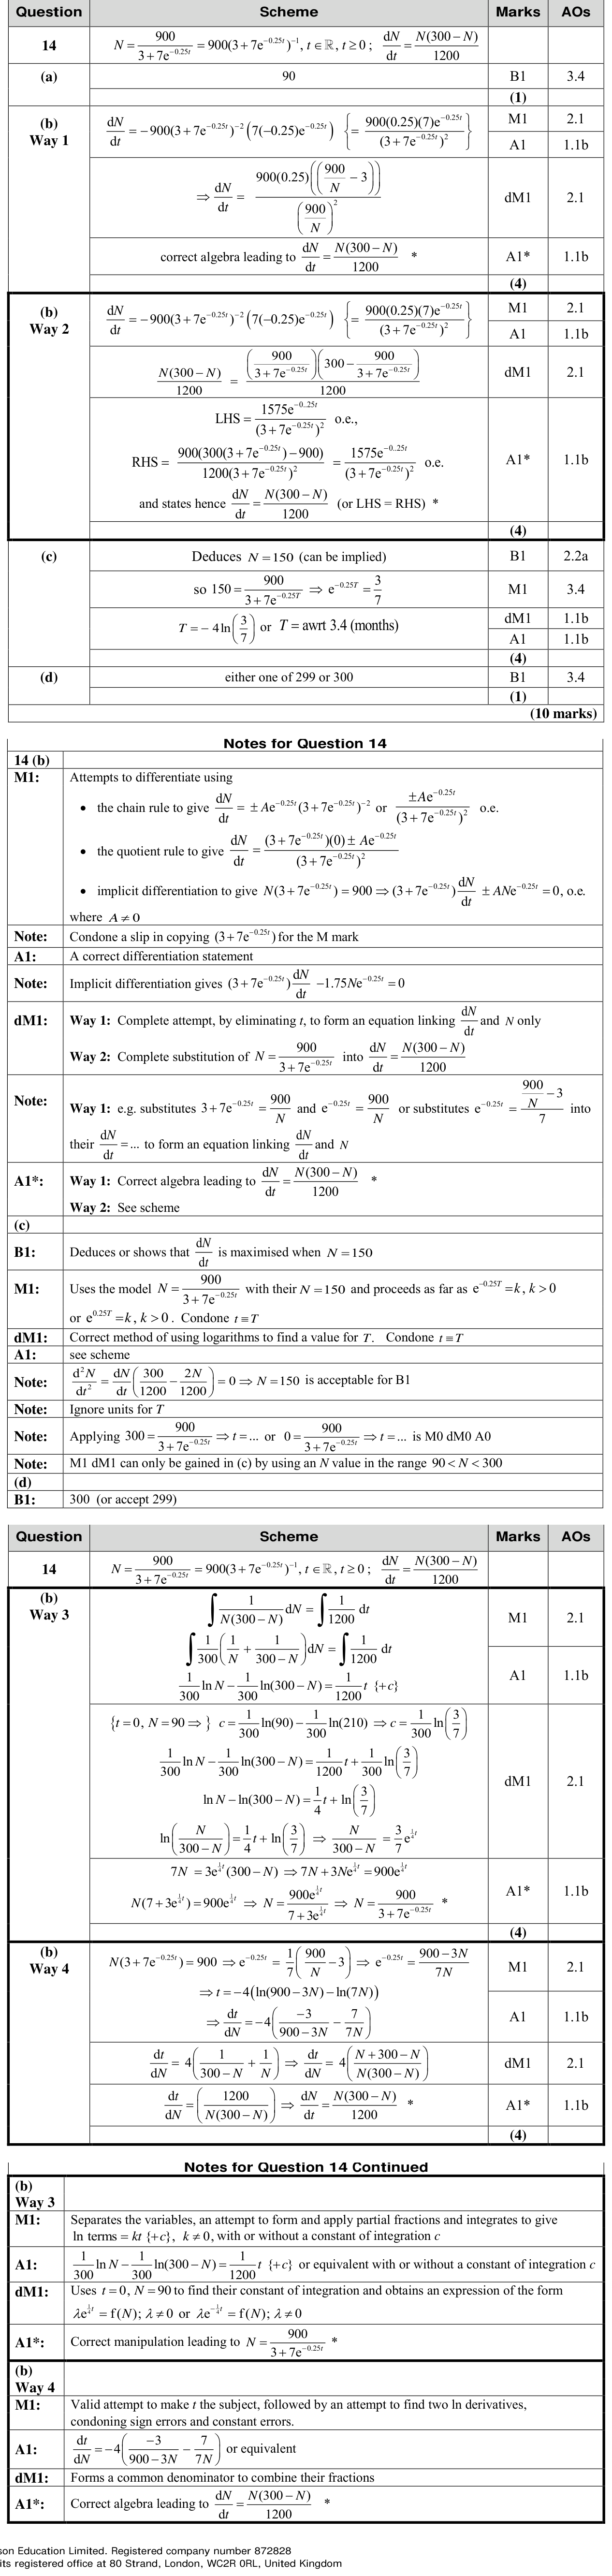 Question Scheme Marks AOs
14 N = 900/(3+7e^{-0.25t}) = 900(3+7e^{-0.25t})^{-1}, t∈ℝ, t≥0; dN/dt = N(300−N)/1200
(a) 90 B1 3.4
(1)
(b) Way 1 dN/dt = −900(3+7e^{-0.25t})^{-2}(7(−0.25)e^{-0.25t}) {= 900(0.25)(7)e^{-0.25t}/(3+7e^{-0.25t})^2} M1 2.1
A1 1.1b
⇒ dN/dt = 900(0.25)((900/N − 3))/(900/N)^2 dM1 2.1
correct algebra leading to dN/dt = N(300−N)/1200 * A1* 1.1b
(4)
(b) Way 2 dN/dt = −900(3+7e^{-0.25t})^{-2}(7(−0.25)e^{-0.25t}) {= 900(0.25)(7)e^{-0.25t}/(3+7e^{-0.25t})^2} M1 2.1
A1 1.1b
N(300−N)/1200 = (900/(3+7e^{-0.25t}))(300 − 900/(3+7e^{-0.25t}))/1200 dM1 2.1
LHS = 1575e^{-0.25t}/(3+7e^{-0.25t})^2 o.e.,
RHS = 900(300(3+7e^{-0.25t})−900)/1200(3+7e^{-0.25t})^2 = 1575e^{-0.25t}/(3+7e^{-0.25t})^2 o.e. A1* 1.1b
and states hence dN/dt = N(300−N)/1200 (or LHS = RHS) *
(4)
(c) Deduces N = 150 (can be implied) B1 2.2a
so 150 = 900/(3+7e^{-0.25T}) ⇒ e^{-0.25T} = 3/7 M1 3.4
T = −4ln(3/7) or T = awrt 3.4 (months) dM1 1.1b
A1 1.1b
(4)
(d) either one of 299 or 300 B1 3.4
(1)
(10 marks)
Notes for Question 14
14 (b)
M1: Attempts to differentiate using
• the chain rule to give dN/dt = ±Ae^{-0.25t}(3+7e^{-0.25t})^{-2} or ±Ae^{-0.25t}/(3+7e^{-0.25t})^2 o.e.
• the quotient rule to give dN/dt = ((3+7e^{-0.25t})(0) ± Ae^{-0.25t})/(3+7e^{-0.25t})^2
• implicit differentiation to give N(3+7e^{-0.25t}) = 900 ⇒ (3+7e^{-0.25t})dN/dt ± ANe^{-0.25t} = 0, o.e.
where A ≠ 0
Note: Condone a slip in copying (3+7e^{-0.25t}) for the M mark
A1: A correct differentiation statement
Note: Implicit differentiation gives (3+7e^{-0.25t})dN/dt −1.75Ne^{-0.25t} = 0
dM1: Way 1: Complete attempt, by eliminating t, to form an equation linking dN/dt and N only
Way 2: Complete substitution of N = 900/(3+7e^{-0.25t}) into dN/dt = N(300−N)/1200
Note: Way 1: e.g. substitutes 3+7e^{-0.25t} = 900/N and e^{-0.25t} = 900/N or substitutes e^{-0.25t} = (900/N − 3)/7 into
their dN/dt = ... to form an equation linking dN/dt and N
A1*: Way 1: Correct algebra leading to dN/dt = N(300−N)/1200 *
Way 2: See scheme
(c)
B1: Deduces or shows that dN/dt is maximised when N = 150
M1: Uses the model N = 900/(3+7e^{-0.25t}) with their N = 150 and proceeds as far as e^{-0.25T} = k, k > 0
or e^{0.25T} = k, k > 0. Condone t ≡ T
dM1: Correct method of using logarithms to find a value for T. Condone t ≡ T
A1: see scheme
Note: d²N/dt² = dN/dt(300/1200 − 2N/1200) = 0 ⇒ N = 150 is acceptable for B1
Note: Ignore units for T
Note: Applying 300 = 900/(3+7e^{-0.25t}) ⇒ t = ... or 0 = 900/(3+7e^{-0.25t}) ⇒ t = ... is M0 dM0 A0
Note: M1 dM1 can only be gained in (c) by using an N value in the range 90 < N < 300
(d)
B1: 300 (or accept 299)
Question Scheme Marks AOs
14 N = 900/(3+7e^{-0.25t}) = 900(3+7e^{-0.25t})^{-1}, t∈ℝ, t≥0; dN/dt = N(300−N)/1200
(b) Way 3 ∫ 1/(N(300−N)) dN = ∫ 1/1200 dt M1 2.1
∫ 1/300(1/N + 1/(300−N)) dN = ∫ 1/1200 dt
1/300 ln N − 1/300 ln(300−N) = 1/1200 t {+c} A1 1.1b
{t=0, N=90 ⇒} c = 1/300 ln(90) − 1/300 ln(210) ⇒ c = 1/300 ln(3/7)
1/300 ln N − 1/300 ln(300−N) = 1/1200 t + 1/300 ln(3/7)
ln N − ln(300−N) = 1/4 t + ln(3/7) dM1 2.1
ln(N/(300−N)) = 1/4 t + ln(3/7) ⇒ N/(300−N) = 3/7 e^{¼t}
7N = 3e^{¼t}(300−N) ⇒ 7N + 3Ne^{¼t} = 900e^{¼t}
N(7+3e^{¼t}) = 900e^{¼t} ⇒ N = 900e^{¼t}/(7+3e^{¼t}) ⇒ N = 900/(3+7e^{-0.25t}) * A1* 1.1b
(4)
(b) Way 4 N(3+7e^{-0.25t}) = 900 ⇒ e^{-0.25t} = 1/7(900/N − 3) ⇒ e^{-0.25t} = (900−3N)/7N M1 2.1
⇒ t = −4(ln(900−3N) − ln(7N))
⇒ dt/dN = −4(−3/(900−3N) − 7/7N) A1 1.1b
dt/dN = 4(1/(300−N) + 1/N) ⇒ dt/dN = 4((N+300−N)/(N(300−N))) dM1 2.1
dt/dN = (1200/(N(300−N))) ⇒ dN/dt = N(300−N)/1200 * A1* 1.1b
(4)
Notes for Question 14 Continued
(b) Way 3
M1: Separates the variables, an attempt to form and apply partial fractions and integrates to give
ln terms = kt {+c}, k ≠ 0, with or without a constant of integration c
A1: 1/300 ln N − 1/300 ln(300−N) = 1/1200 t {+c} or equivalent with or without a constant of integration c
dM1: Uses t = 0, N = 90 to find their constant of integration and obtains an expression of the form
λe^{¼t} = f(N); λ ≠ 0 or λe^{-¼t} = f(N); λ ≠ 0
A1*: Correct manipulation leading to N = 900/(3+7e^{-0.25t}) *
(b) Way 4
M1: Valid attempt to make t the subject, followed by an attempt to find two ln derivatives,
condoning sign errors and constant errors.
A1: dt/dN = −4(−3/(900−3N) − 7/7N) or equivalent
dM1: Forms a common denominator to combine their fractions
A1*: Correct algebra leading to dN/dt = N(300−N)/1200 *
son Education Limited. Registered company number 872828
its registered office at 80 Strand, London, WC2R 0RL, United Kingdom